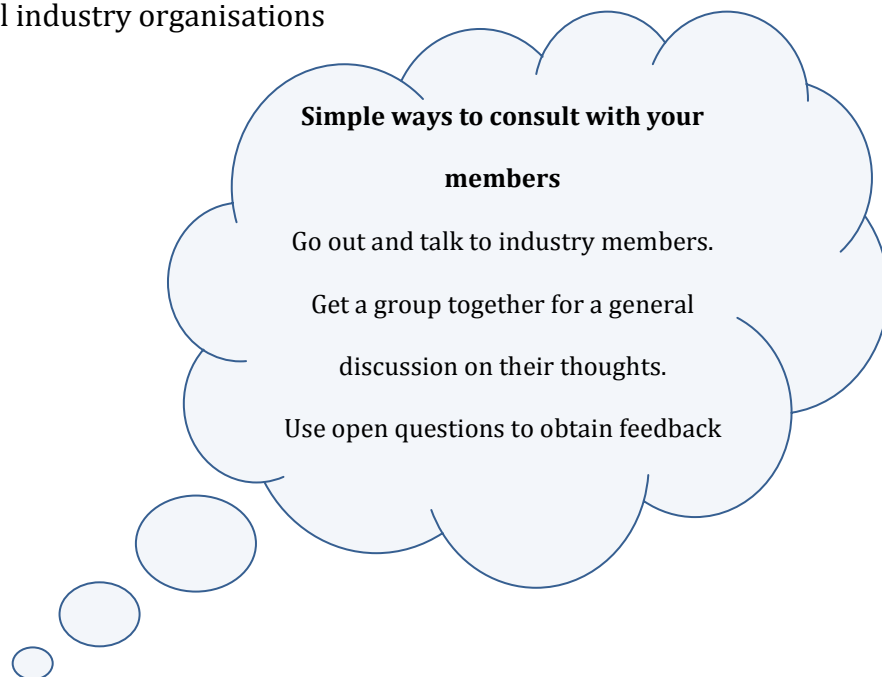 l industry organisations
Simple ways to consult with your
members
Go out and talk to industry members.
Get a group together for a general
discussion on their thoughts.
Use open questions to obtain feedback